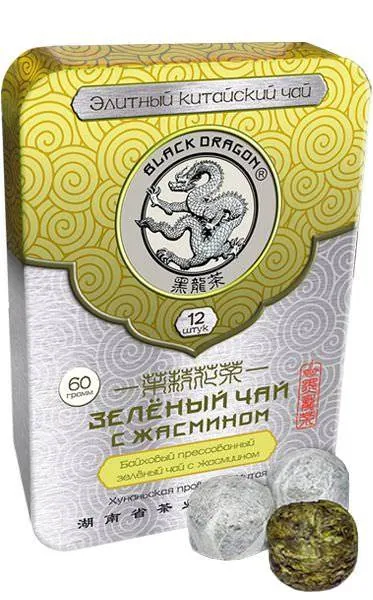 Элитный китайский чай
BLACK DRAGON®
黑龍茶
12
штук
60
грамм
茉莉花茶
ЗЕЛЁНЫЙ ЧАЙ
С ЖАСМИНОМ
Байховый прессованный
зелёный чай с жасмином
Хунаньская
湖南省茶